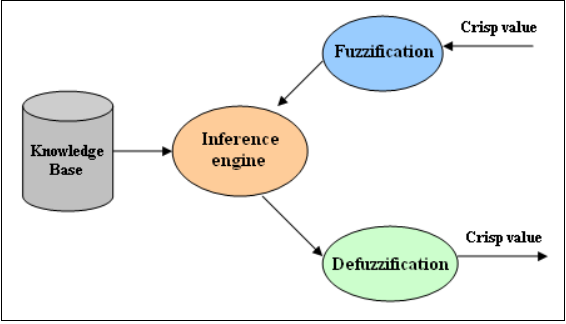 Crisp value
Fuzzification
Inference
engine
Knowledge
Base
Crisp value
Defuzzification